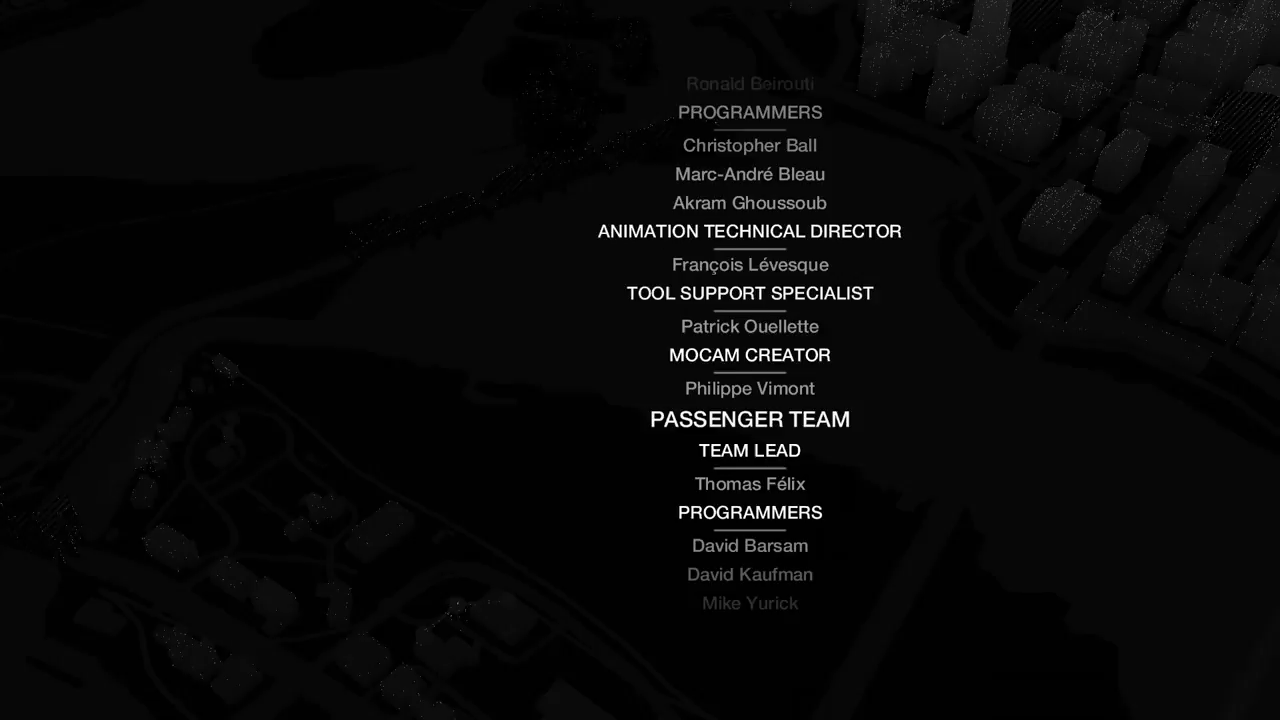 Ronald Beirouti
PROGRAMMERS
Christopher Ball
Marc-André Bleau
Akram Ghoussoub
ANIMATION TECHNICAL DIRECTOR
François Lévesque
TOOL SUPPORT SPECIALIST
Patrick Ouellette
MOCAM CREATOR
Philippe Vimont
PASSENGER TEAM
TEAM LEAD
Thomas Félix
PROGRAMMERS
David Barsam
David Kaufman
Mike Yurick